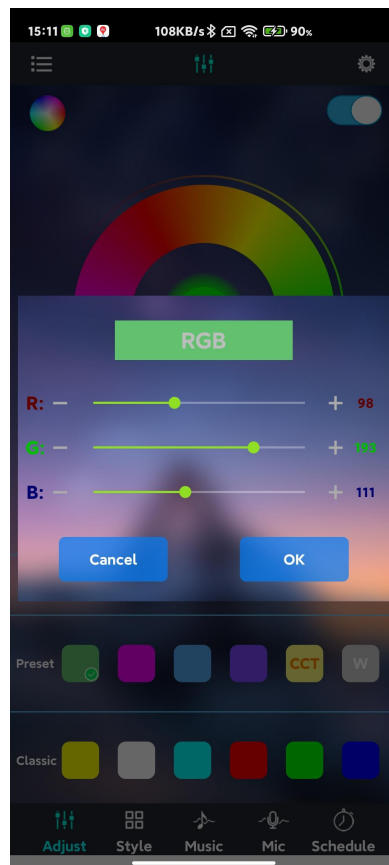 15:11 108KB/s 90%
RGB
R: − + 98
G: − + 193
B: − + 111
Cancel OK
Preset CCT W
Classic
Adjust Style Music Mic Schedule